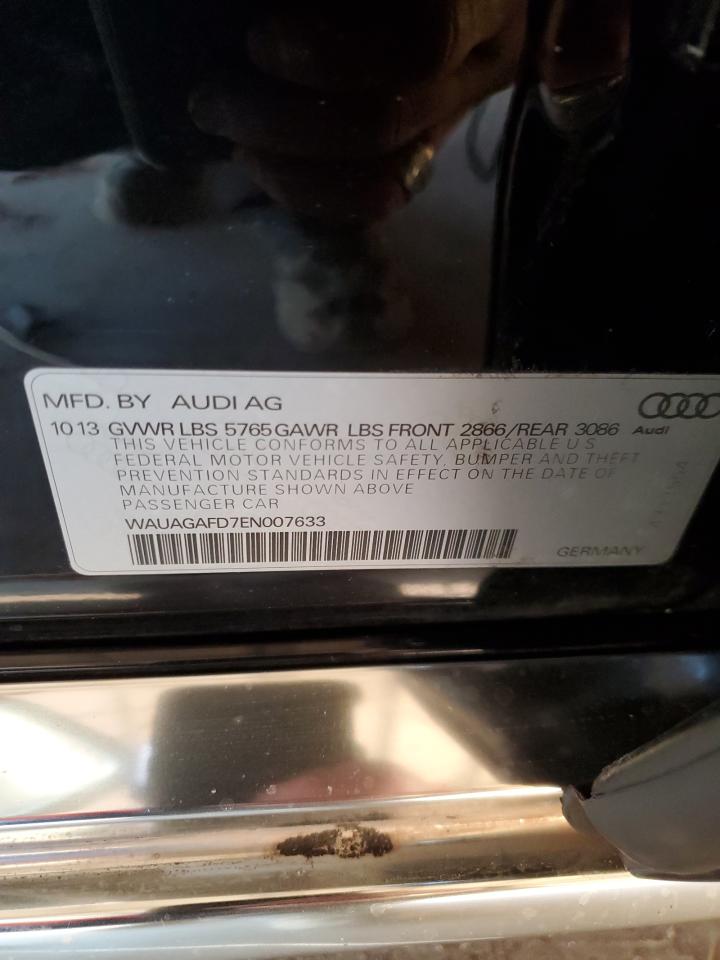 MFD. BY AUDI AG
10 13 GVWR LBS 5765 GAWR LBS FRONT 2866/REAR 3086
Audi
THIS VEHICLE CONFORMS TO ALL APPLICABLE U S
FEDERAL MOTOR VEHICLE SAFETY, BUMPER AND THEFT
PREVENTION STANDARDS IN EFFECT ON THE DATE OF
MANUFACTURE SHOWN ABOVE
PASSENGER CAR
WAUAGAFD7EN007633
GERMANY